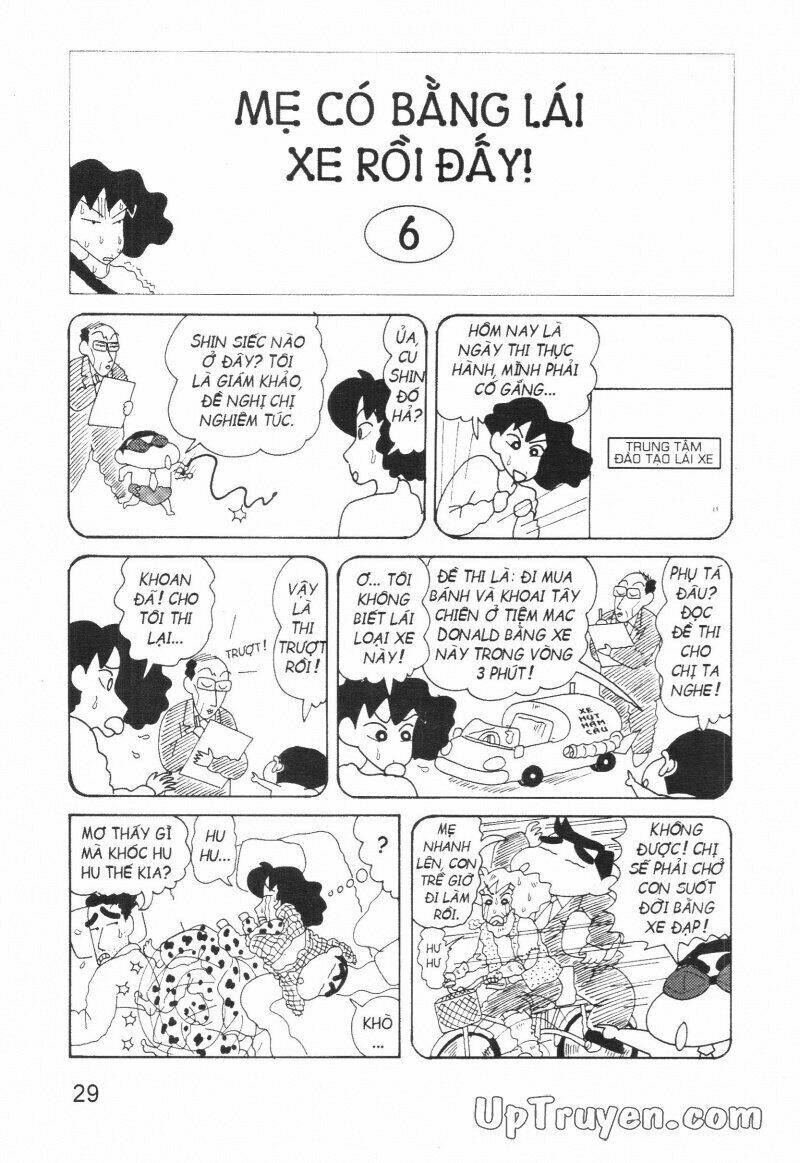 MẸ CÓ BẰNG LÁI
XE RỒI ĐẤY!
6
HÔM NAY LÀ
NGÀY THI THỰC
HÀNH, MÌNH PHẢI
CỐ GẮNG...
TRUNG TÂM
ĐÀO TẠO LÁI XE
ỦA,
CU
SHIN
ĐÓ
HẢ?
SHIN SIẾC NÀO
Ở ĐÂY? TÔI
LÀ GIÁM KHẢO,
ĐỀ NGHỊ CHỊ
NGHIÊM TÚC.
PHỤ TÁ
ĐÂU?
ĐỌC
ĐỀ THI
CHO
CHỊ TA
NGHE!
ĐỀ THI LÀ: ĐI MUA
BÁNH VÀ KHOAI TÂY
CHIÊN Ở TIỆM MAC
DONALD BẰNG XE
NÀY TRONG VÒNG
3 PHÚT!
XE
HÚT
HẦM
CẦU
Ơ... TÔI
KHÔNG
BIẾT LÁI
LOẠI XE
NÀY!
VẬY
LÀ
THI
TRƯỢT
RỒI!
TRƯỢT!
KHOAN
ĐÃ! CHO
TÔI THI
LẠI...
KHÔNG
ĐƯỢC! CHỊ
SẼ PHẢI CHỞ
CON SUỐT
ĐỜI BẰNG
XE ĐẠP!
MẸ
NHANH
LÊN, CON
TRỄ GIỜ
ĐI LÀM
RỒI.
HƯ
HƯ
?
HU
HU...
MƠ THẤY GÌ
MÀ KHÓC HU
HU THẾ KIA?
KHÒ
...
29
UpTruyen.com